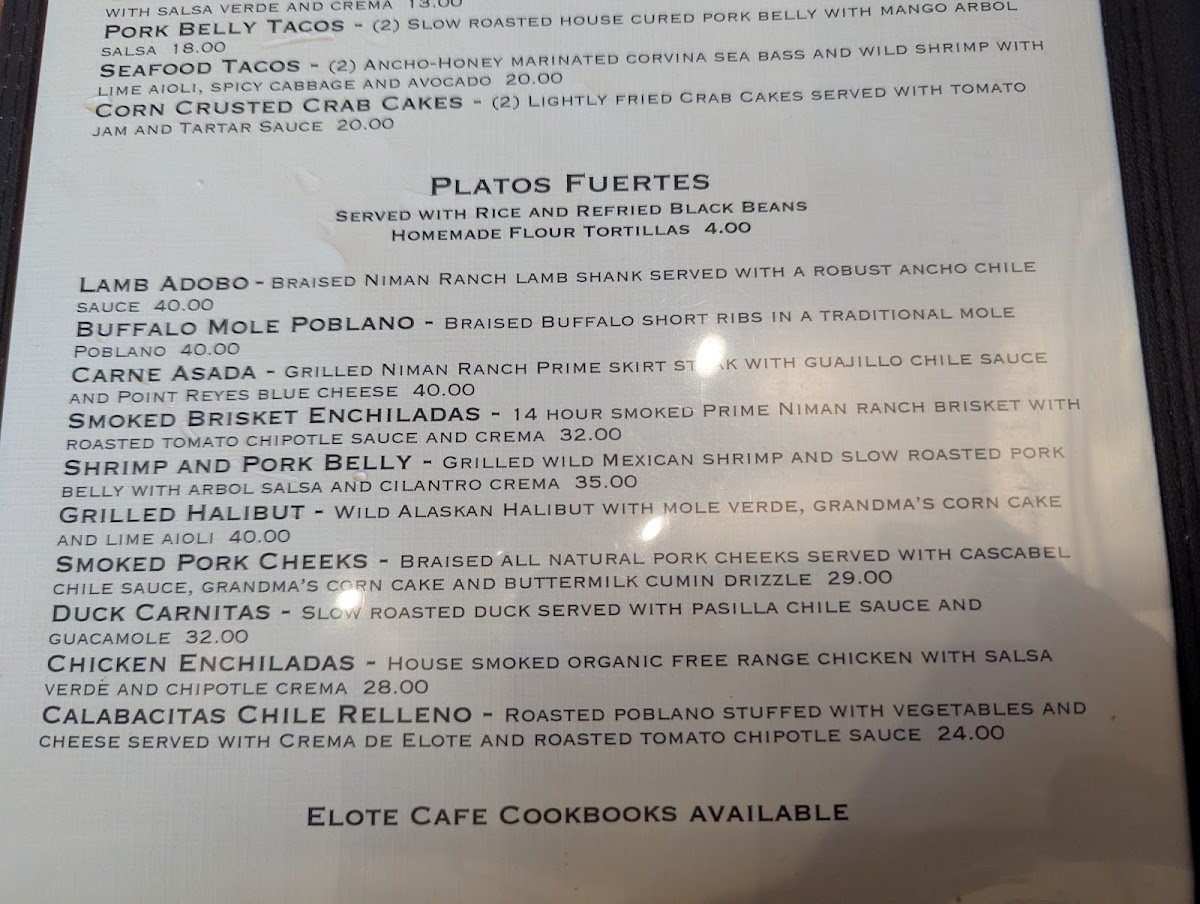 WITH SALSA VERDE AND CREMA 13.00
PORK BELLY TACOS - (2) SLOW ROASTED HOUSE CURED PORK BELLY WITH MANGO ARBOL
SALSA 18.00
SEAFOOD TACOS - (2) ANCHO-HONEY MARINATED CORVINA SEA BASS AND WILD SHRIMP WITH
LIME AIOLI, SPICY CABBAGE AND AVOCADO 20.00
CORN CRUSTED CRAB CAKES - (2) LIGHTLY FRIED CRAB CAKES SERVED WITH TOMATO
JAM AND TARTAR SAUCE 20.00
PLATOS FUERTES
SERVED WITH RICE AND REFRIED BLACK BEANS
HOMEMADE FLOUR TORTILLAS 4.00
LAMB ADOBO - BRAISED NIMAN RANCH LAMB SHANK SERVED WITH A ROBUST ANCHO CHILE
SAUCE 40.00
BUFFALO MOLE POBLANO - BRAISED BUFFALO SHORT RIBS IN A TRADITIONAL MOLE
POBLANO 40.00
CARNE ASADA - GRILLED NIMAN RANCH PRIME SKIRT STEAK WITH GUAJILLO CHILE SAUCE
AND POINT REYES BLUE CHEESE 40.00
SMOKED BRISKET ENCHILADAS - 14 HOUR SMOKED PRIME NIMAN RANCH BRISKET WITH
ROASTED TOMATO CHIPOTLE SAUCE AND CREMA 32.00
SHRIMP AND PORK BELLY - GRILLED WILD MEXICAN SHRIMP AND SLOW ROASTED PORK
BELLY WITH ARBOL SALSA AND CILANTRO CREMA 35.00
GRILLED HALIBUT - WILD ALASKAN HALIBUT WITH MOLE VERDE, GRANDMA'S CORN CAKE
AND LIME AIOLI 40.00
SMOKED PORK CHEEKS - BRAISED ALL NATURAL PORK CHEEKS SERVED WITH CASCABEL
CHILE SAUCE, GRANDMA'S CORN CAKE AND BUTTERMILK CUMIN DRIZZLE 29.00
DUCK CARNITAS - SLOW ROASTED DUCK SERVED WITH PASILLA CHILE SAUCE AND
GUACAMOLE 32.00
CHICKEN ENCHILADAS - HOUSE SMOKED ORGANIC FREE RANGE CHICKEN WITH SALSA
VERDE AND CHIPOTLE CREMA 28.00
CALABACITAS CHILE RELLENO - ROASTED POBLANO STUFFED WITH VEGETABLES AND
CHEESE SERVED WITH CREMA DE ELOTE AND ROASTED TOMATO CHIPOTLE SAUCE 24.00
ELOTE CAFE COOKBOOKS AVAILABLE